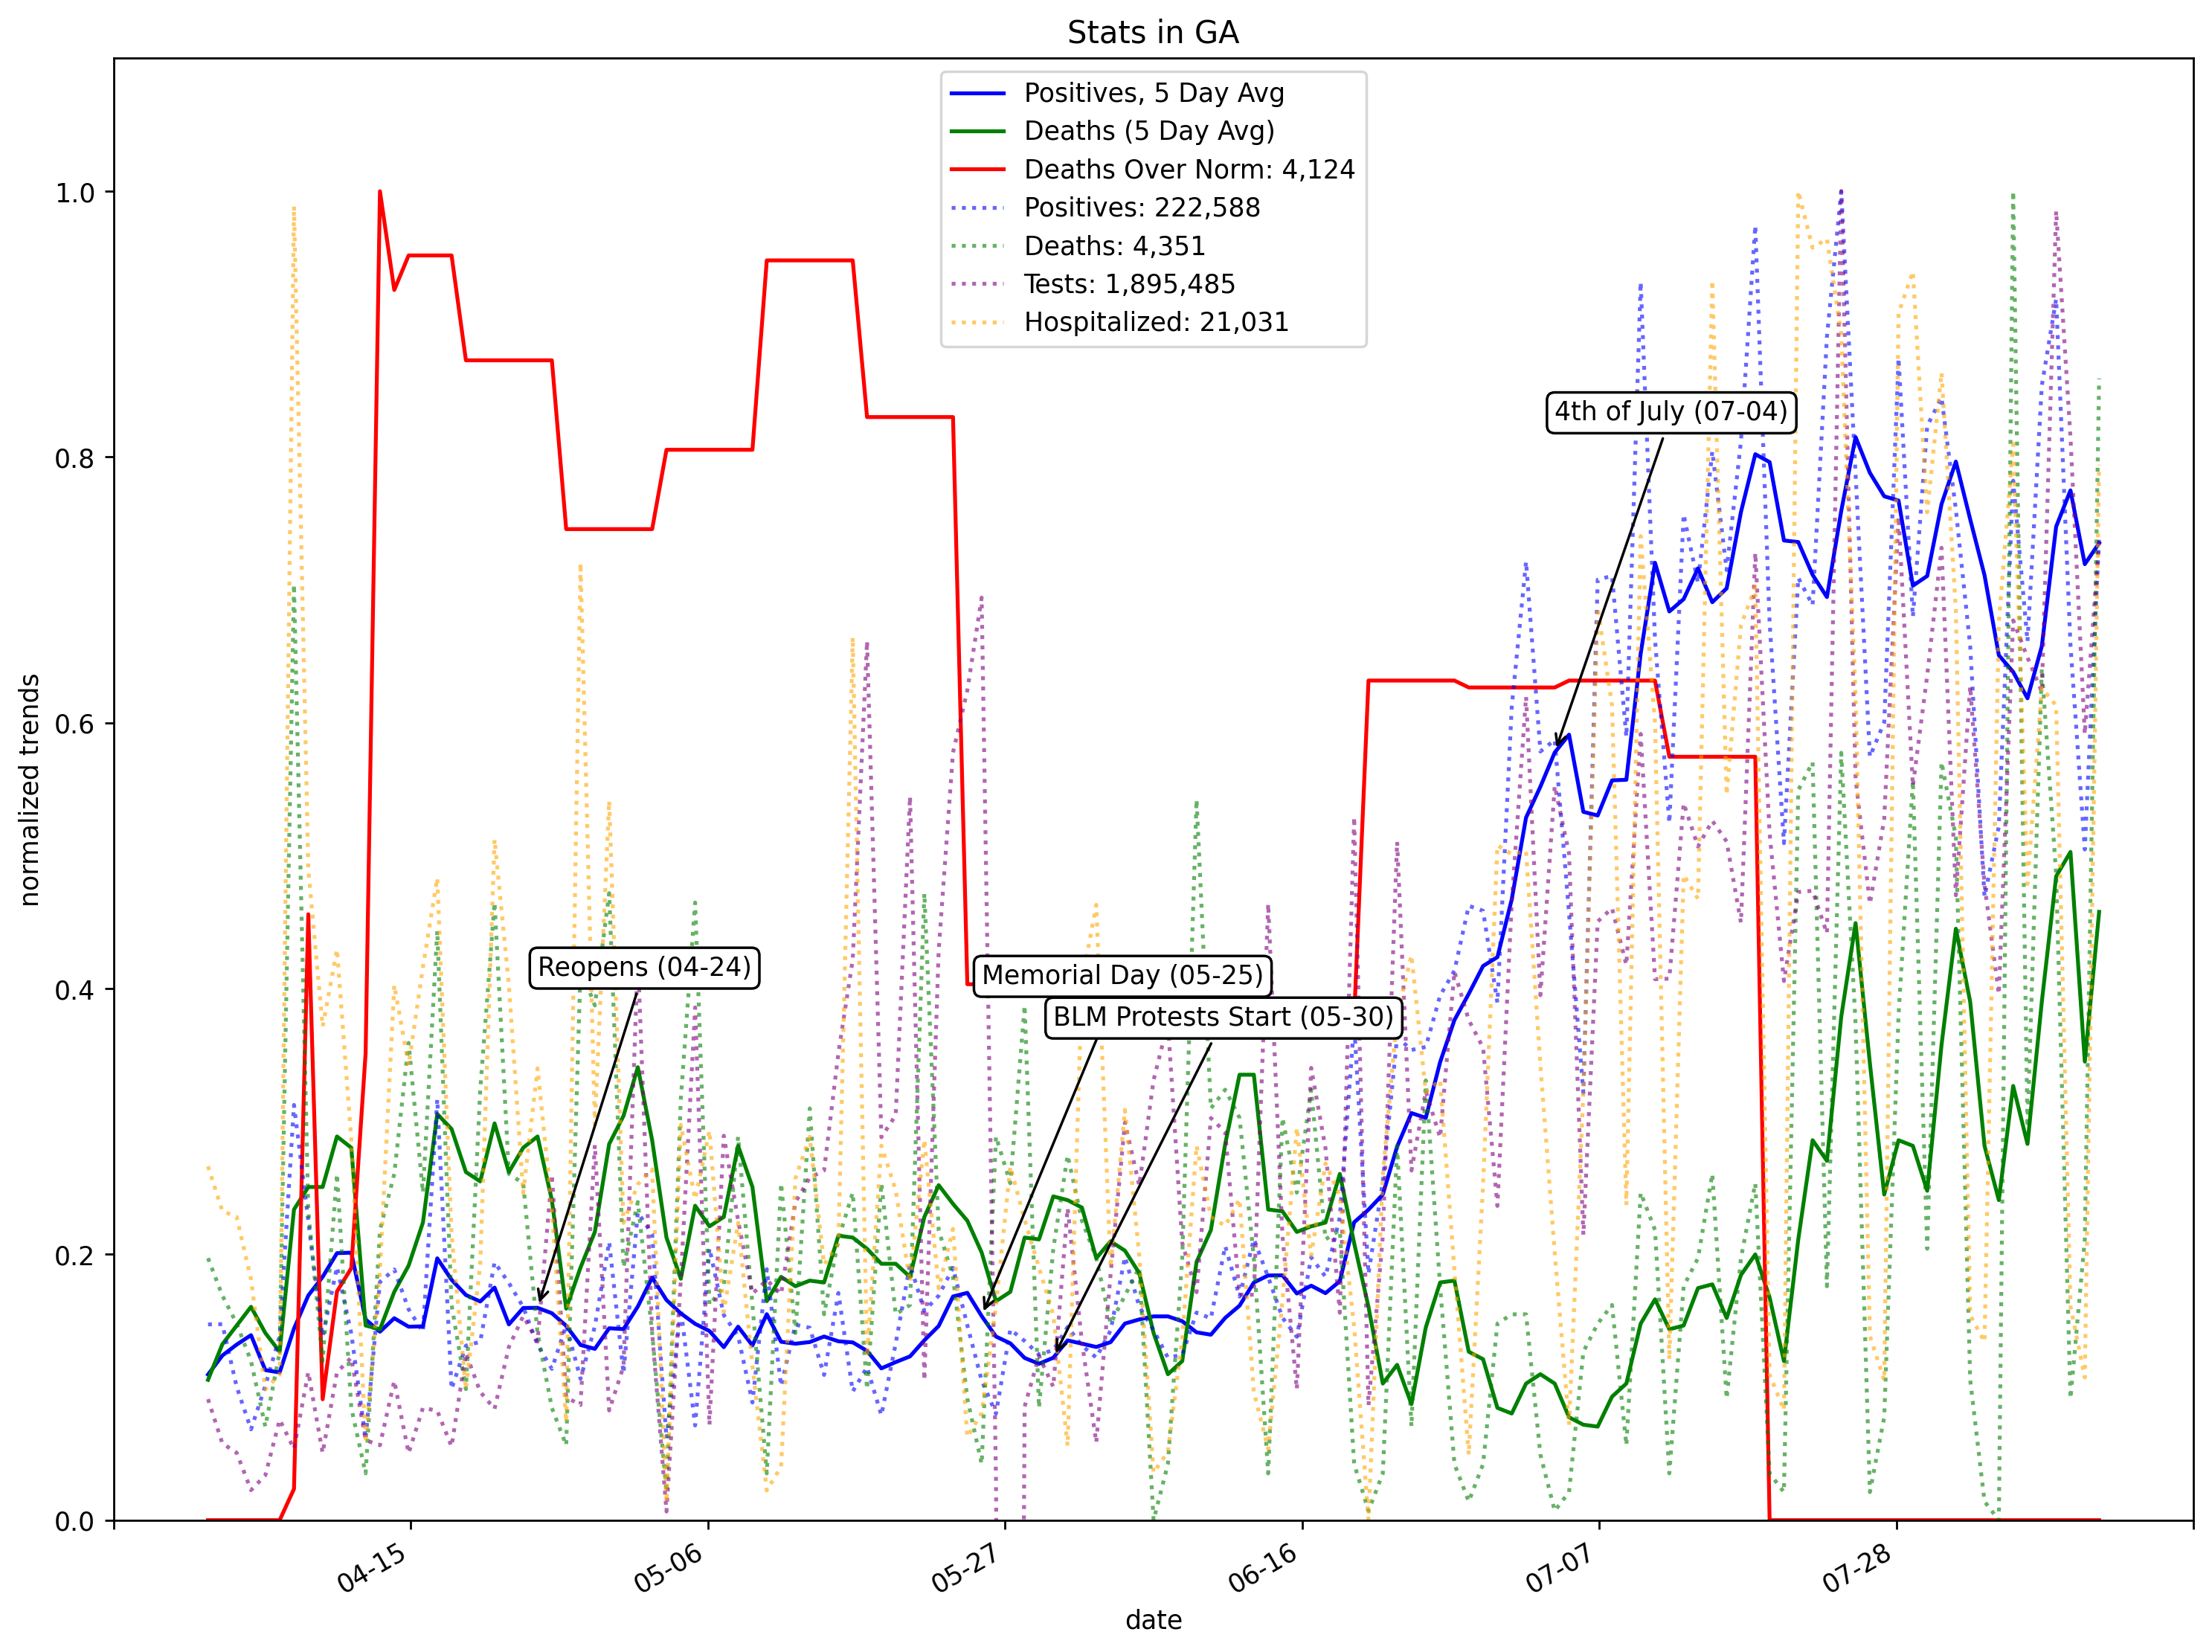 Stats in GA
Positives, 5 Day Avg
Deaths (5 Day Avg)
Deaths Over Norm: 4,124
Positives: 222,588
Deaths: 4,351
Tests: 1,895,485
Hospitalized: 21,031
4th of July (07-04)
Reopens (04-24)
Memorial Day (05-25)
BLM Protests Start (05-30)
normalized trends
1.0
0.8
0.6
0.4
0.2
0.0
04-15
05-06
05-27
06-16
07-07
07-28
date